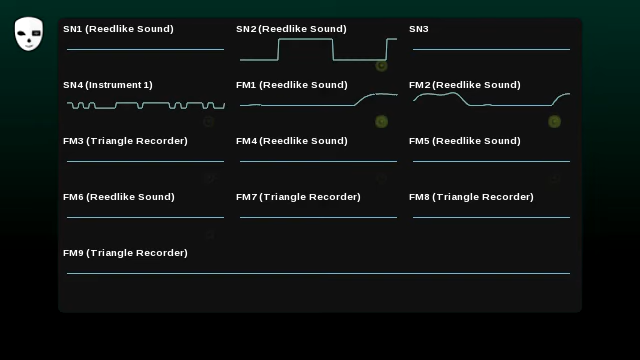 SN1 (Reedlike Sound)
SN2 (Reedlike Sound)
SN3
SN4 (Instrument 1)
FM1 (Reedlike Sound)
FM2 (Reedlike Sound)
FM3 (Triangle Recorder)
FM4 (Reedlike Sound)
FM5 (Reedlike Sound)
FM6 (Reedlike Sound)
FM7 (Triangle Recorder)
FM8 (Triangle Recorder)
FM9 (Triangle Recorder)